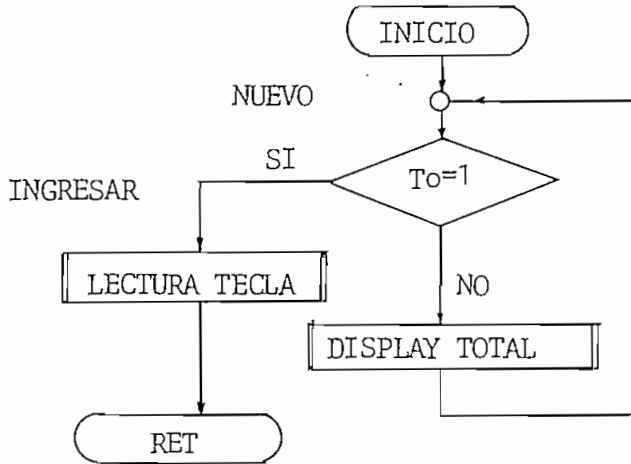 INICIO
NUEVO
SI
To=1
INGRESAR
LECTURA TECLA
NO
DISPLAY TOTAL
RET